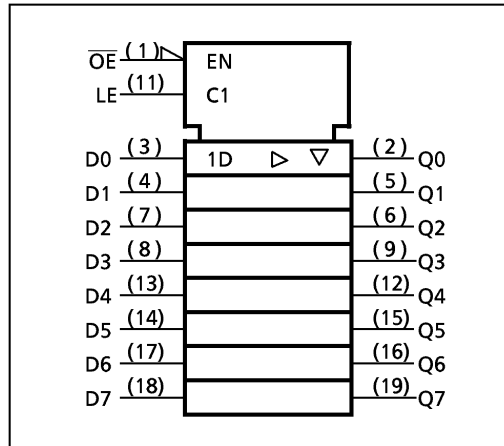 O̅E̅ (1) EN
LE (11) C1
D0 (3) 1D (2) Q0
D1 (4) (5) Q1
D2 (7) (6) Q2
D3 (8) (9) Q3
D4 (13) (12) Q4
D5 (14) (15) Q5
D6 (17) (16) Q6
D7 (18) (19) Q7